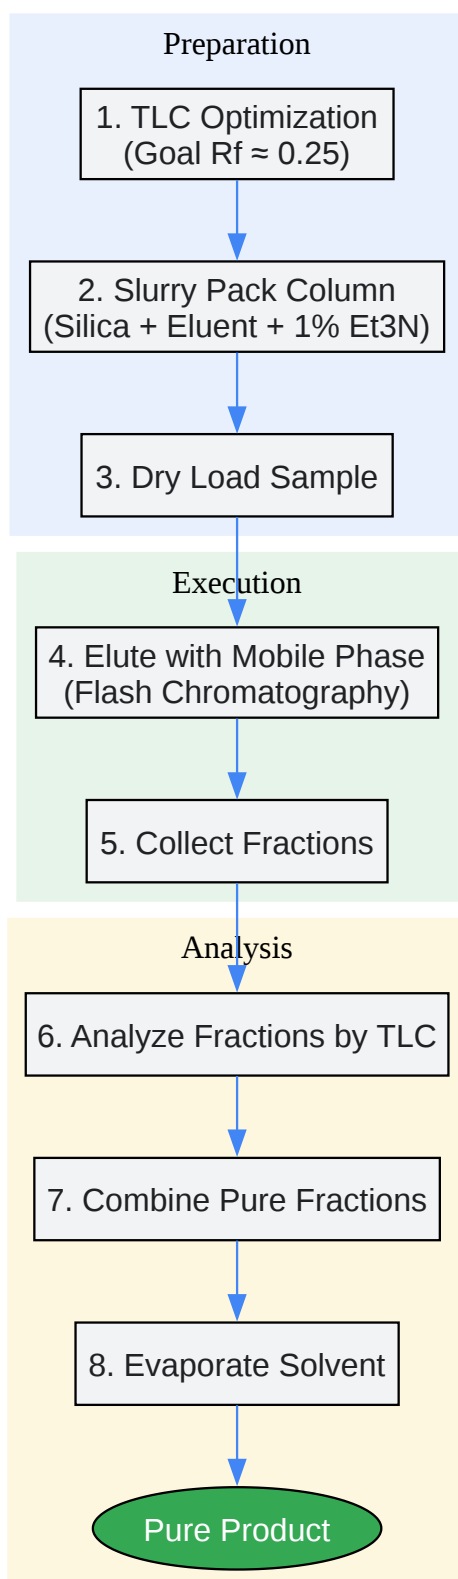 Preparation
1. TLC Optimization
(Goal Rf ≈ 0.25)
2. Slurry Pack Column
(Silica + Eluent + 1% Et3N)
3. Dry Load Sample
Execution
4. Elute with Mobile Phase
(Flash Chromatography)
5. Collect Fractions
Analysis
6. Analyze Fractions by TLC
7. Combine Pure Fractions
8. Evaporate Solvent
Pure Product